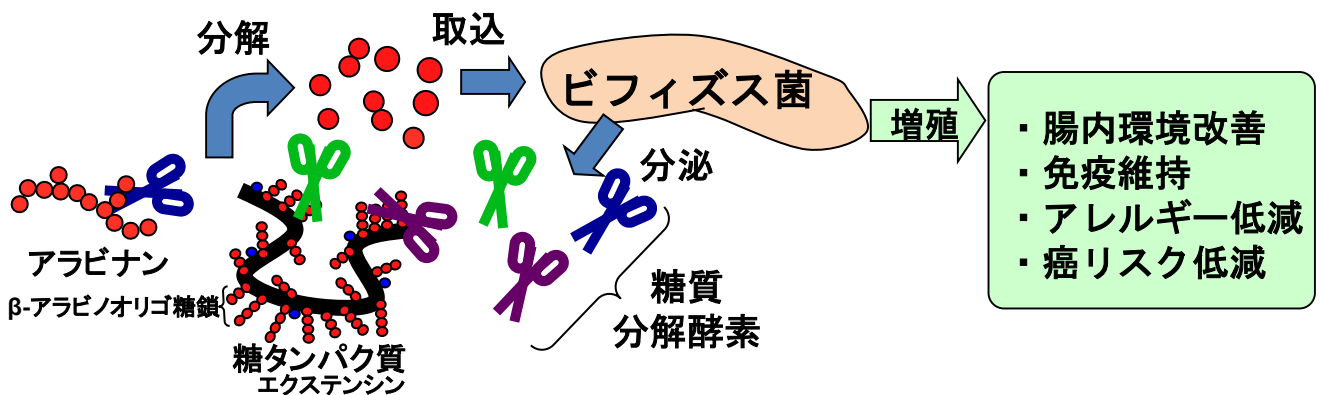 分解
取込
ビフィズス菌
増殖
・腸内環境改善
・免疫維持
・アレルギー低減
・癌リスク低減
分泌
アラビナン
β-アラビノオリゴ糖鎖
糖タンパク質
エクステンシン
糖質
分解酵素